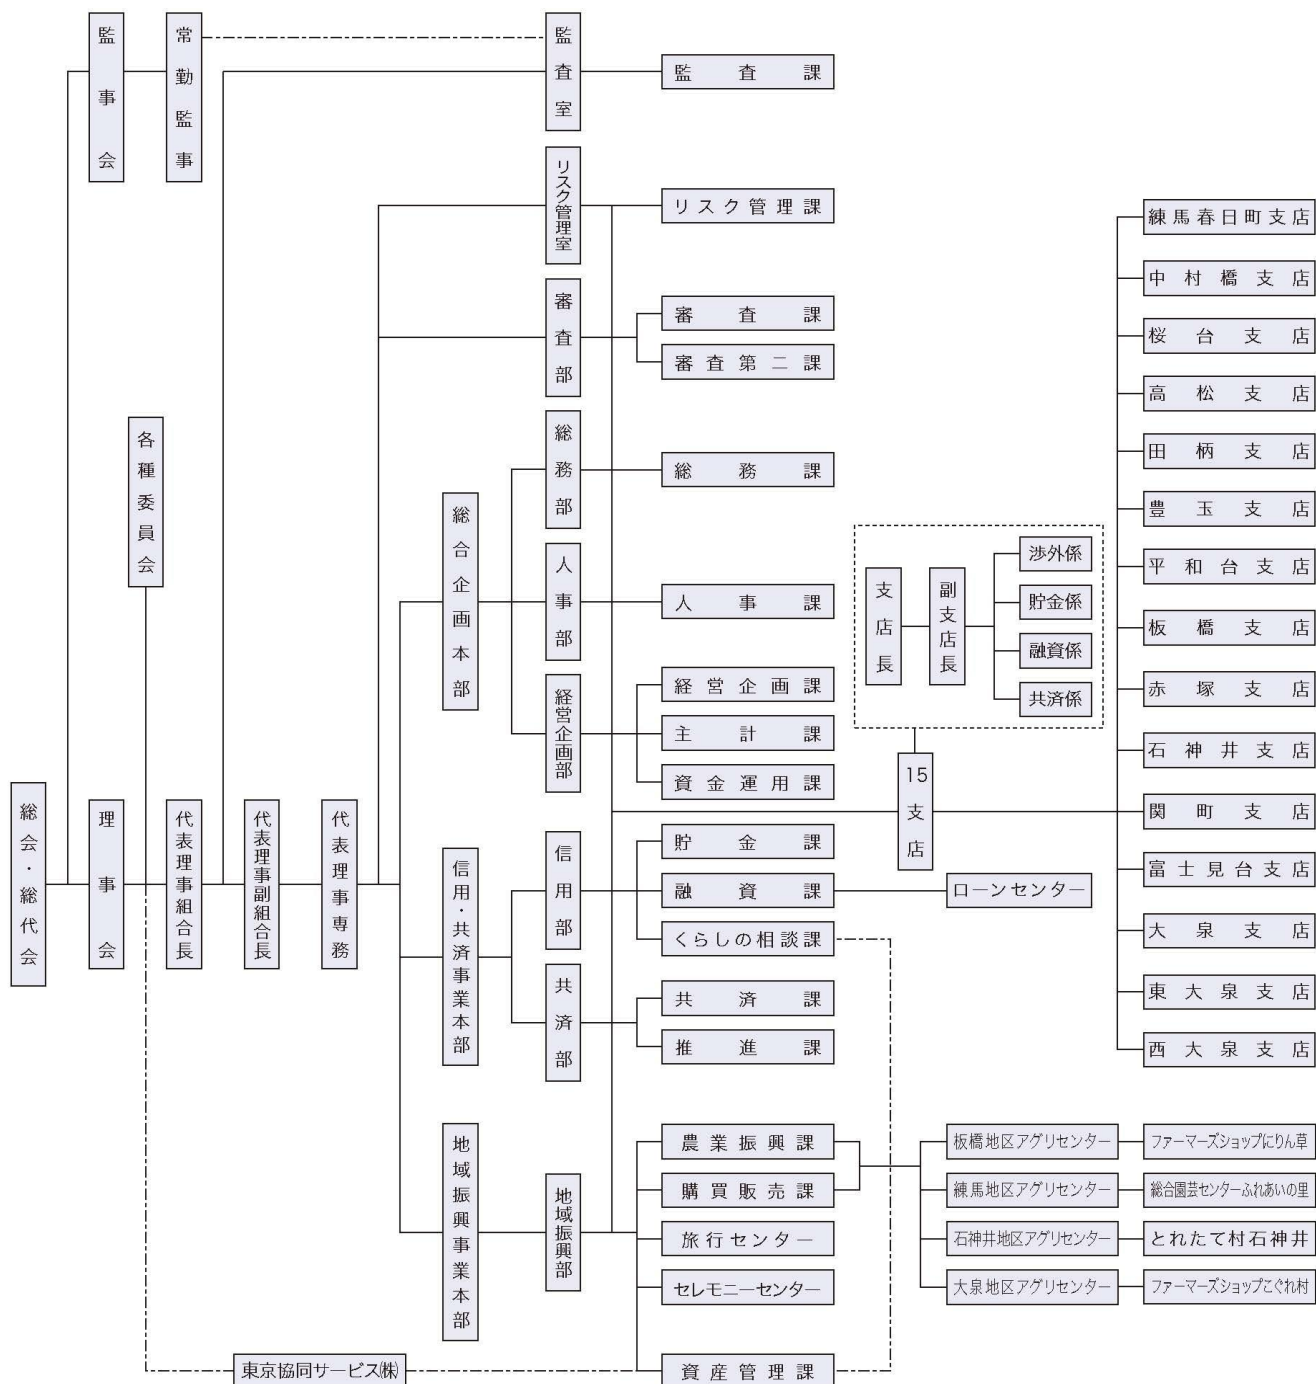 総会・総代会
監事会
常勤監事
理事会
各種委員会
代表理事組合長
代表理事副組合長
代表理事専務
監査室
監査課
リスク管理室
リスク管理課
審査部
審査課
審査第二課
総合企画本部
総務部
総務課
人事部
人事課
経営企画部
経営企画課
主計課
資金運用課
信用・共済事業本部
信用部
貯金課
融資課
ローンセンター
くらしの相談課
共済部
共済課
推進課
地域振興事業本部
地域振興部
農業振興課
購買販売課
旅行センター
セレモニーセンター
資産管理課
東京協同サービス㈱
支店長
副支店長
渉外係
貯金係
融資係
共済係
15支店
練馬春日町支店
中村橋支店
桜台支店
高松支店
田柄支店
豊玉支店
平和台支店
板橋支店
赤塚支店
石神井支店
関町支店
富士見台支店
大泉支店
東大泉支店
西大泉支店
板橋地区アグリセンター
ファーマーズショップにりん草
練馬地区アグリセンター
総合園芸センターふれあいの里
石神井地区アグリセンター
とれたて村石神井
大泉地区アグリセンター
ファーマーズショップこぐれ村